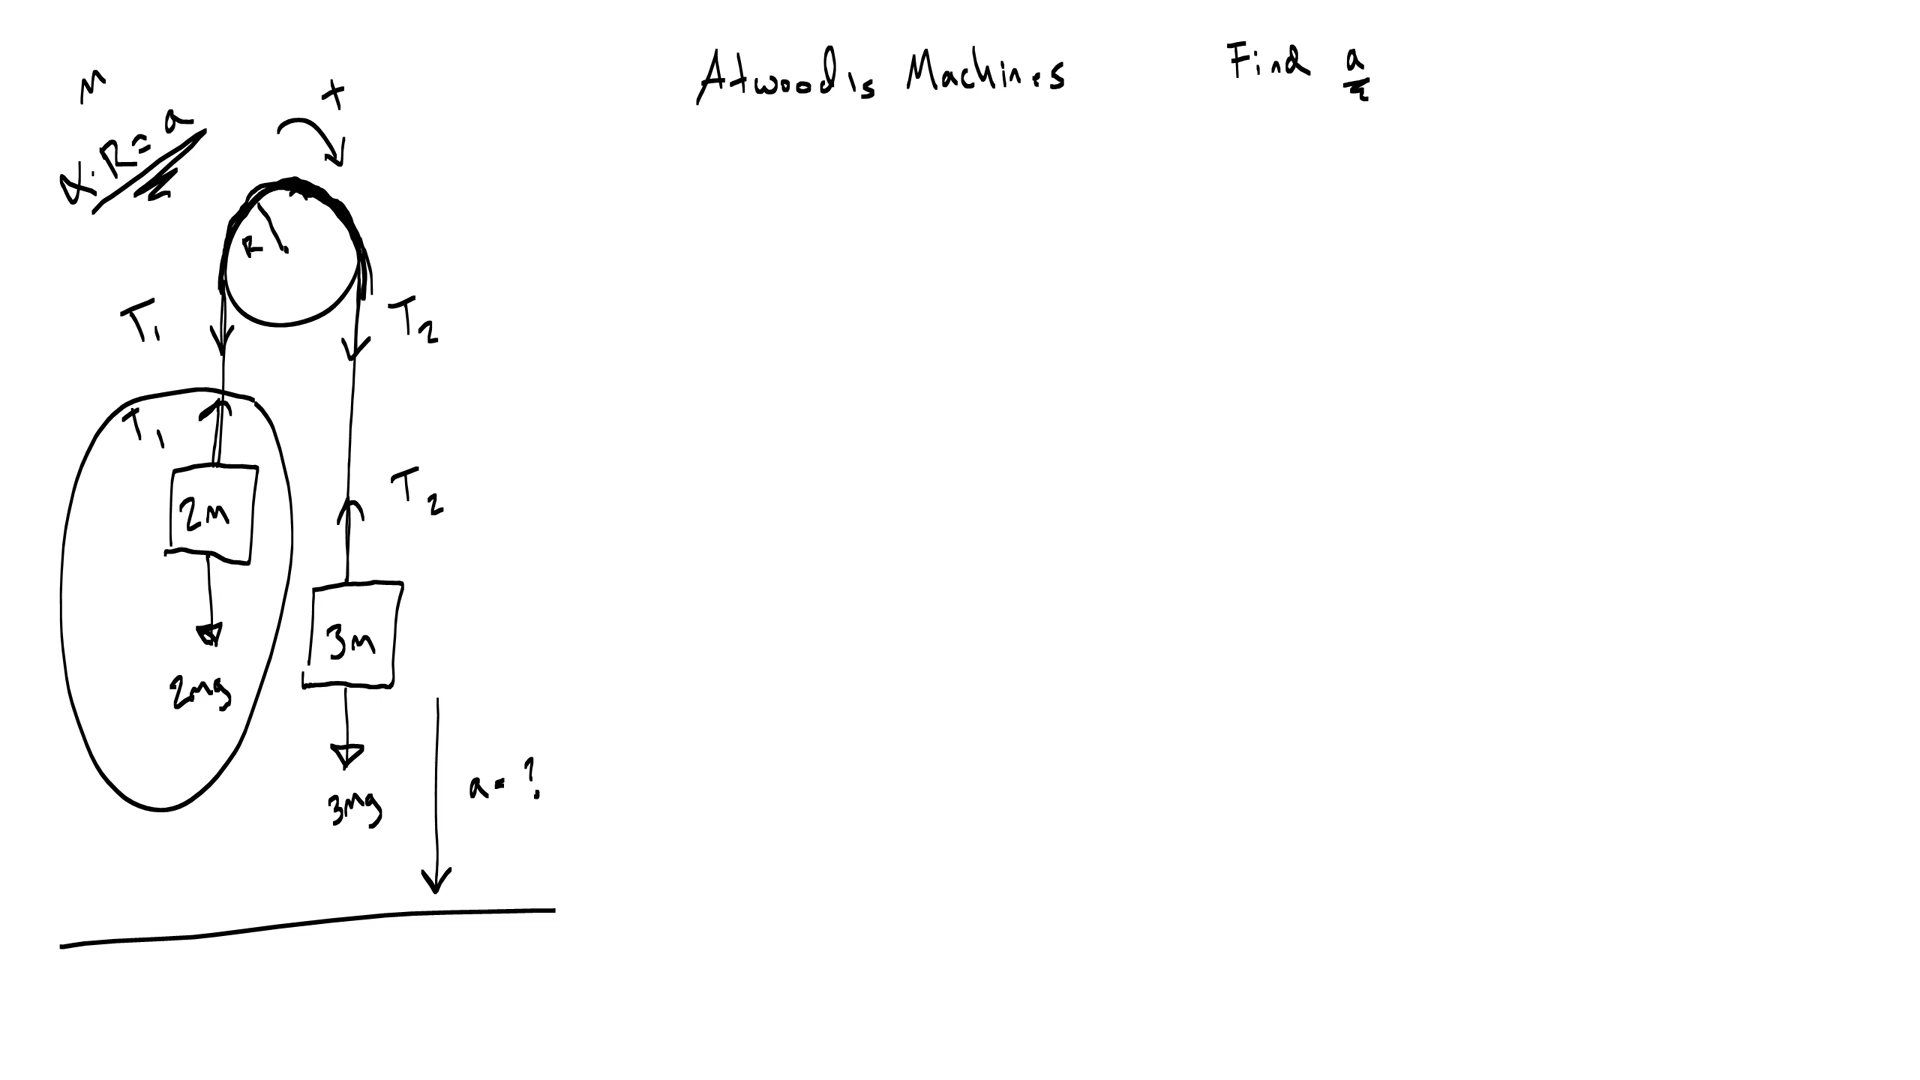 Atwood's Machines
Find a
m
+
α·R = a
R
T₁
T₂
T₁
T₂
2m
3m
2mg
a = ?
3mg